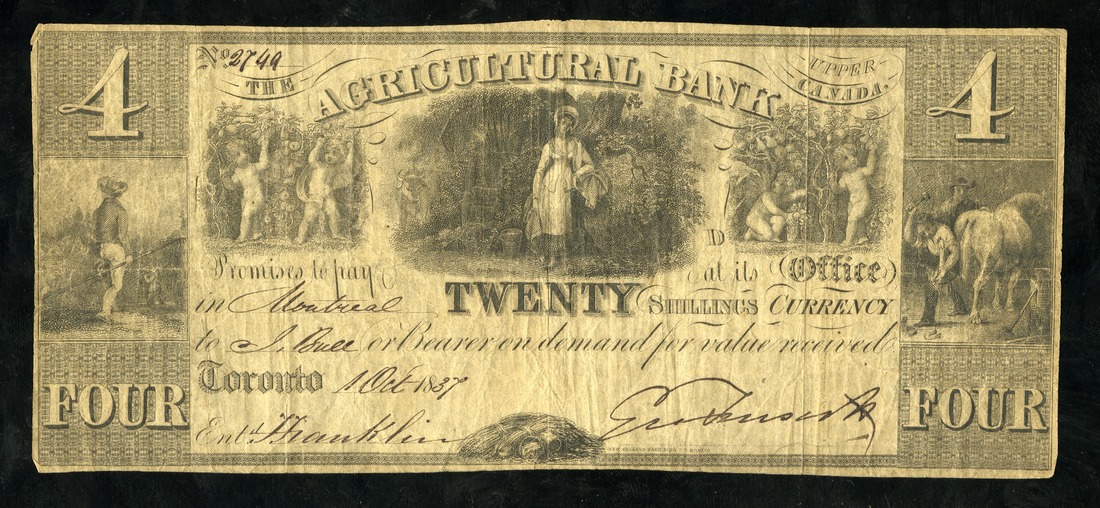 4
No 2749
THE
AGRICULTURAL BANK
UPPER
CANADA.
4
D
Promises to pay
at its Office
in Montreal TWENTY SHILLINGS CURRENCY
to J. Bull or Bearer on demand for value received
Toronto 1 Oct 1837
FOUR
FOUR
Entd. Franklin